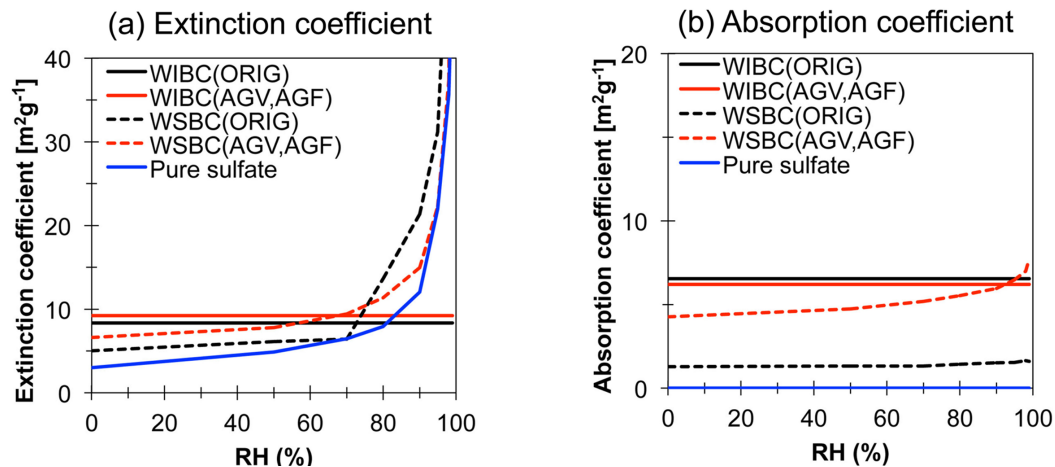 (a) Extinction coefficient
Extinction coefficient [m²g⁻¹]
40
30
20
10
0
WIBC(ORIG)
WIBC(AGV,AGF)
WSBC(ORIG)
WSBC(AGV,AGF)
Pure sulfate
0 20 40 60 80 100
RH (%)
(b) Absorption coefficient
Absorption coefficient [m²g⁻¹]
20
10
0
WIBC(ORIG)
WIBC(AGV,AGF)
WSBC(ORIG)
WSBC(AGV,AGF)
Pure sulfate
0 20 40 60 80 100
RH (%)